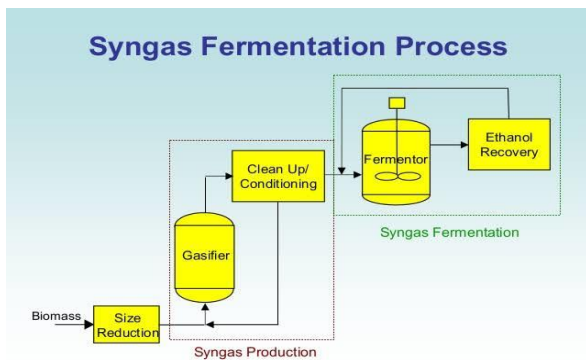 Syngas Fermentation Process
Clean Up/
Conditioning
Fermentor
Ethanol
Recovery
Syngas Fermentation
Gasifier
Biomass
Size
Reduction
Syngas Production